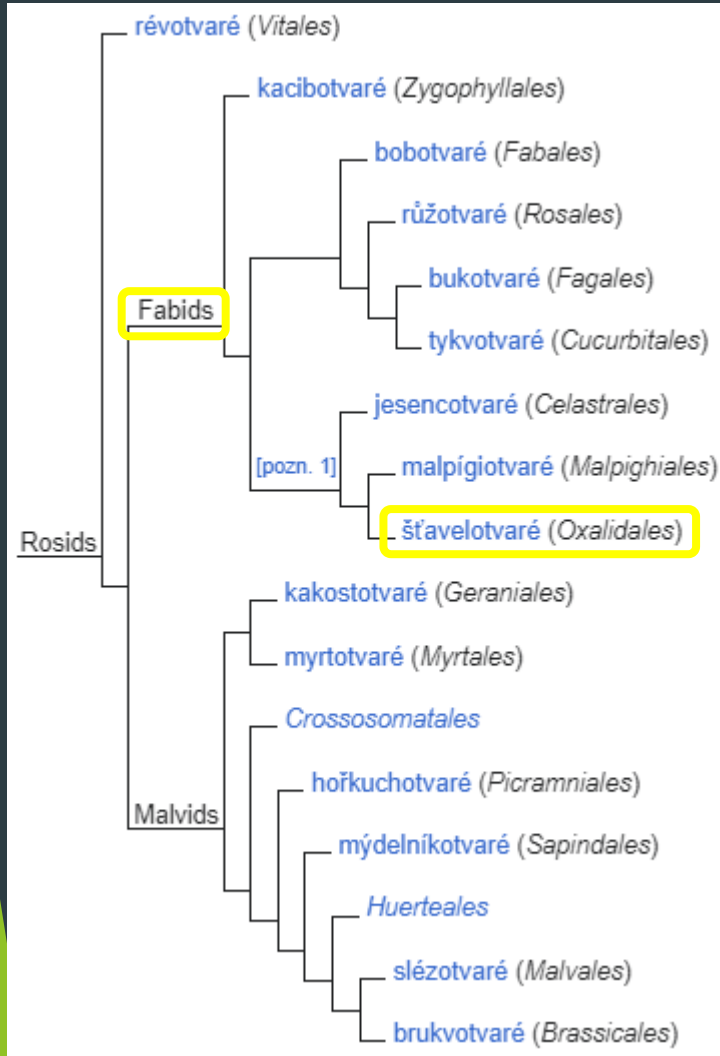 révotvaré (Vitales)
kacibotvaré (Zygophyllales)
bobotvaré (Fabales)
růžotvaré (Rosales)
bukotvaré (Fagales)
Fabids
tykvotvaré (Cucurbitales)
jesencotvaré (Celastrales)
[pozn. 1]
malpígiotvaré (Malpighiales)
šťavelotvaré (Oxalidales)
Rosids
kakostotvaré (Geraniales)
myrtotvaré (Myrtales)
Crossosomatales
hořkuchotvaré (Picramniales)
Malvids
mýdelníkotvaré (Sapindales)
Huerteales
slézotvaré (Malvales)
brukvotvaré (Brassicales)